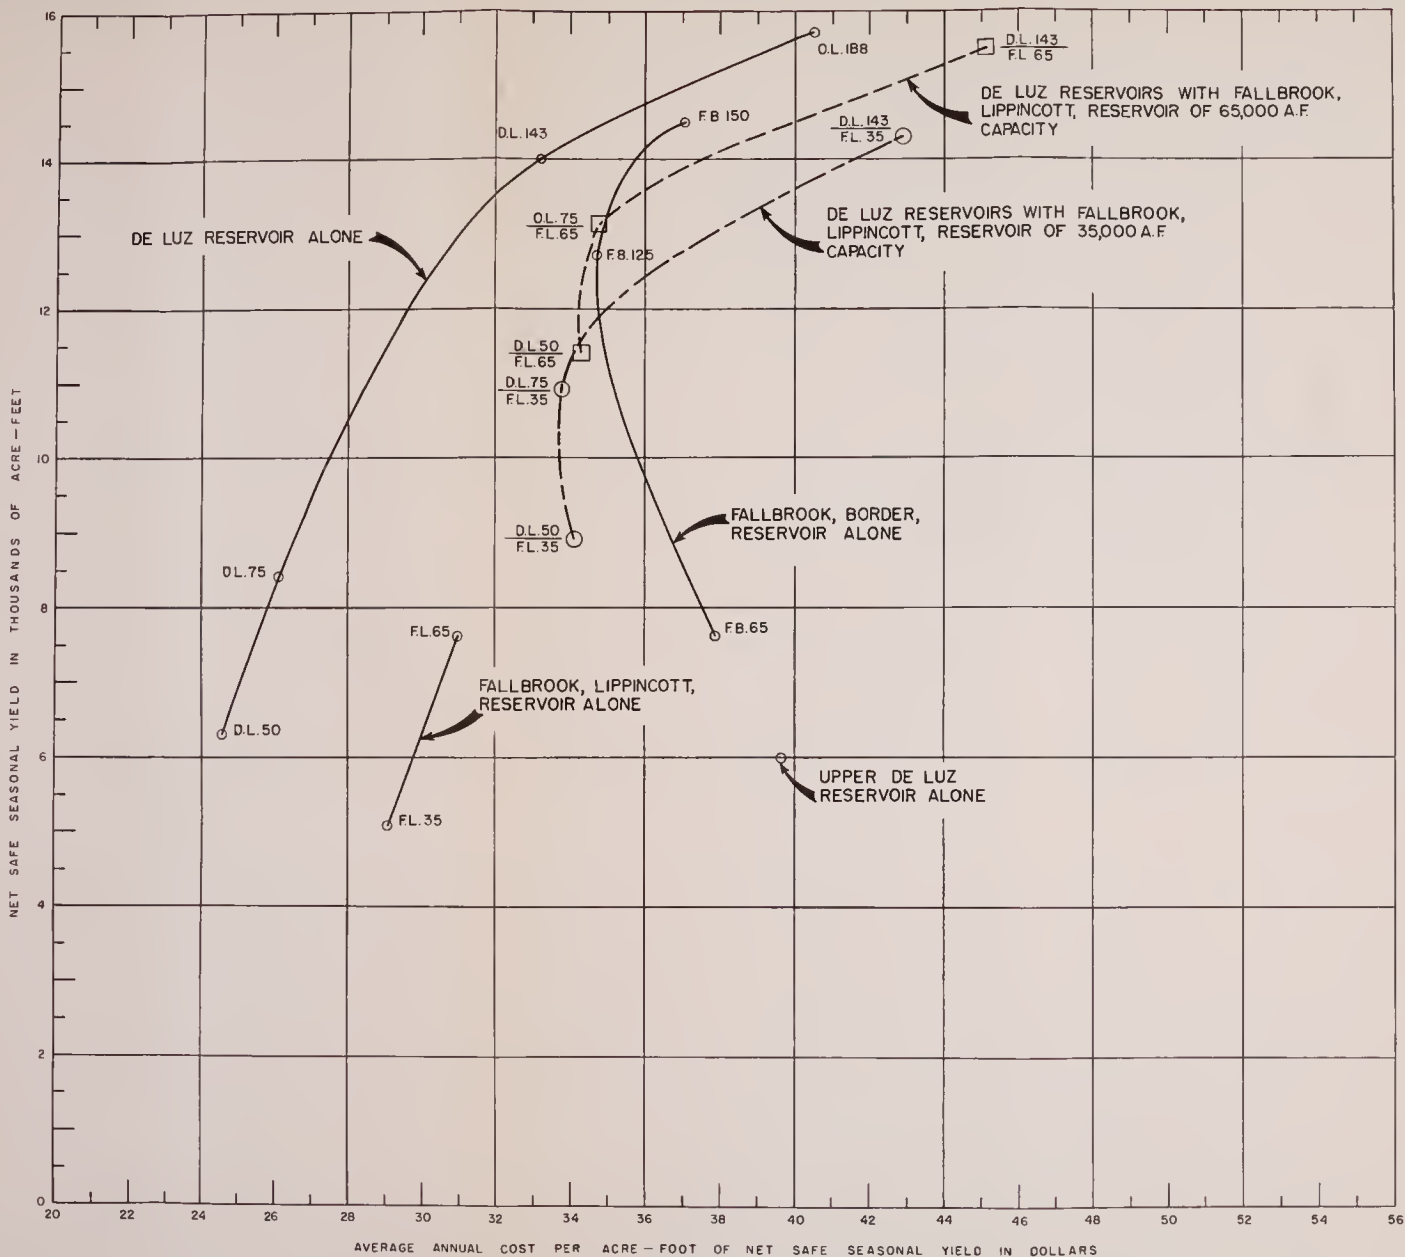 16
O.L.188
D.L.143
F.L 65
DE LUZ RESERVOIRS WITH FALLBROOK,
LIPPINCOTT, RESERVOIR OF 65,000 A.F.
CAPACITY
F.B 150
D.L.143
D.L.143
F.L.35
14
DE LUZ RESERVOIRS WITH FALLBROOK,
LIPPINCOTT, RESERVOIR OF 35,000 A.F.
CAPACITY
O.L.75
F.L.65
DE LUZ RESERVOIR ALONE
F.B.125
12
D.L.50
F.L.65
D.L.75
F.L.35
10
FALLBROOK, BORDER,
RESERVOIR ALONE
D.L.50
F.L.35
D.L.75
8
F.L.65
F.B.65
FALLBROOK, LIPPINCOTT,
RESERVOIR ALONE
D.L.50
6
UPPER DE LUZ
RESERVOIR ALONE
F.L.35
4
2
0
NET SAFE SEASONAL YIELD IN THOUSANDS OF ACRE-FEET
20 22 24 26 28 30 32 34 36 38 40 42 44 46 48 50 52 54 56
AVERAGE ANNUAL COST PER ACRE-FOOT OF NET SAFE SEASONAL YIELD IN DOLLARS